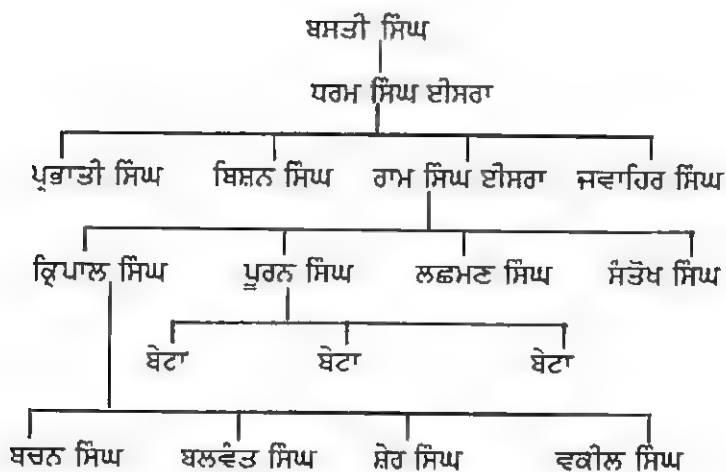 ਬਸਤੀ ਸਿੰਘ
ਧਰਮ ਸਿੰਘ ਈਸਰਾ
ਪ੍ਰਭਾਤੀ ਸਿੰਘ ਬਿਸ਼ਨ ਸਿੰਘ ਰਾਮ ਸਿੰਘ ਈਸਰਾ ਜਵਾਹਿਰ ਸਿੰਘ
ਕ੍ਰਿਪਾਲ ਸਿੰਘ ਪੂਰਨ ਸਿੰਘ ਲਛਮਣ ਸਿੰਘ ਸੰਤੋਖ ਸਿੰਘ
ਬੇਟਾ ਬੇਟਾ ਬੇਟਾ
ਬਚਨ ਸਿੰਘ ਬਲਵੰਤ ਸਿੰਘ ਸ਼ੇਰ ਸਿੰਘ ਵਕੀਲ ਸਿੰਘ